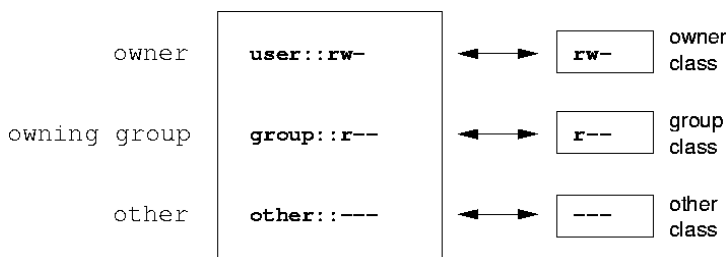 owner user::rw- rw- owner class
owning group group::r-- r-- group class
other other::--- --- other class